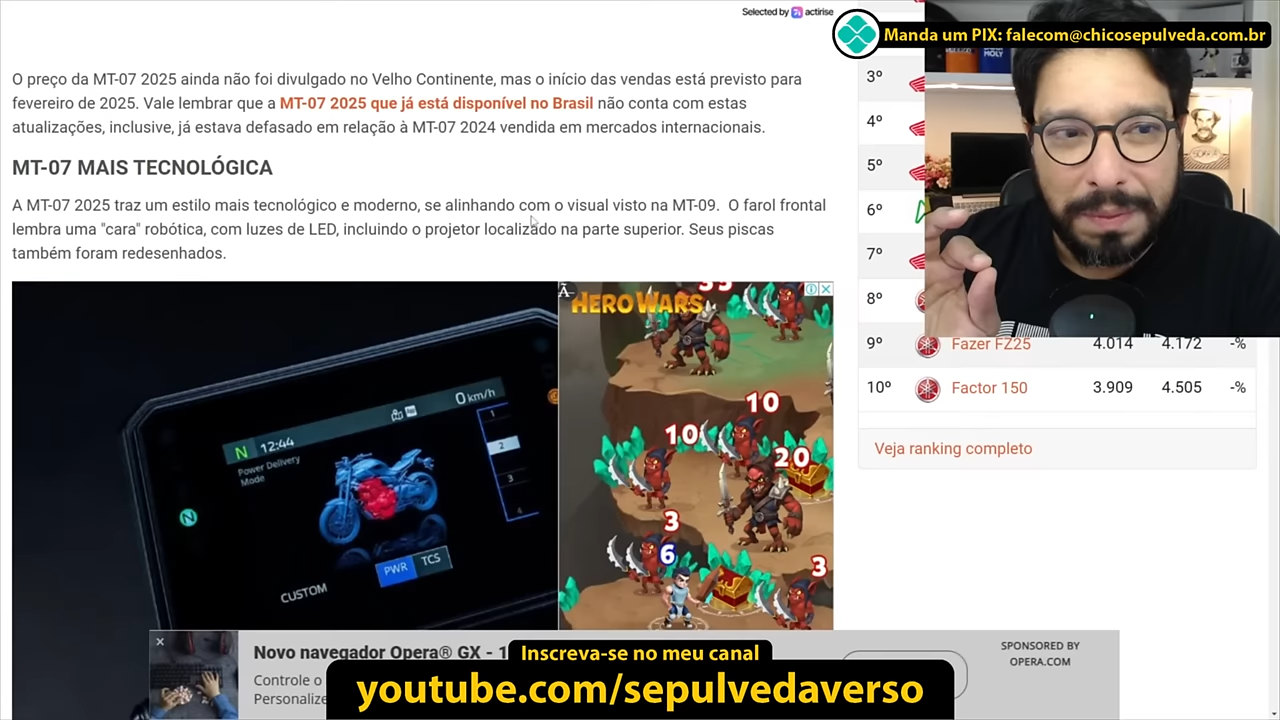 Selected by actirise
Manda um PIX: falecom@chicosepulveda.com.br
O preço da MT-07 2025 ainda não foi divulgado no Velho Continente, mas o início das vendas está previsto para
fevereiro de 2025. Vale lembrar que a MT-07 2025 que já está disponível no Brasil não conta com estas
atualizações, inclusive, já estava defasado em relação à MT-07 2024 vendida em mercados internacionais.
MT-07 MAIS TECNOLÓGICA
A MT-07 2025 traz um estilo mais tecnológico e moderno, se alinhando com o visual visto na MT-09. O farol frontal
lembra uma "cara" robótica, com luzes de LED, incluindo o projetor localizado na parte superior. Seus piscas
também foram redesenhados.
3º
4º
5º
6º
7º
8º
9º Fazer FZ25 4.014 4.172 -%
10º Factor 150 3.909 4.505 -%
Veja ranking completo
MOLY
0 km/h
N 12:44
Power Delivery
Mode
1
2
3
4
N
PWR TCS
CUSTOM
HERO WARS
10
10
20
3
6
3
Novo navegador Opera® GX - 1
Controle o
Personalize
SPONSORED BY
OPERA.COM
Inscreva-se no meu canal
youtube.com/sepulvedaverso